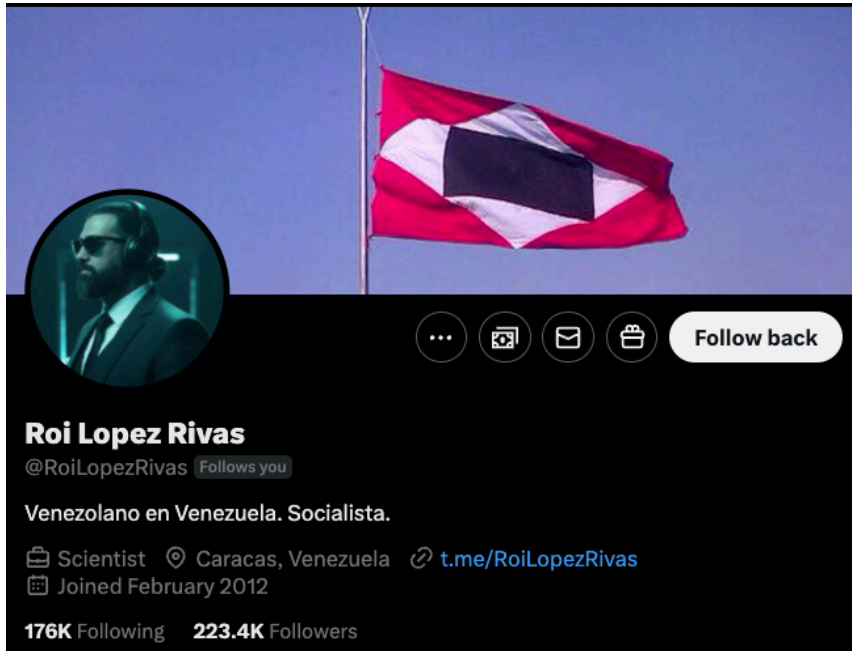 Follow back
Roi Lopez Rivas
@RoiLopezRivas Follows you
Venezolano en Venezuela. Socialista.
Scientist Caracas, Venezuela t.me/RoiLopezRivas
Joined February 2012
176K Following 223.4K Followers